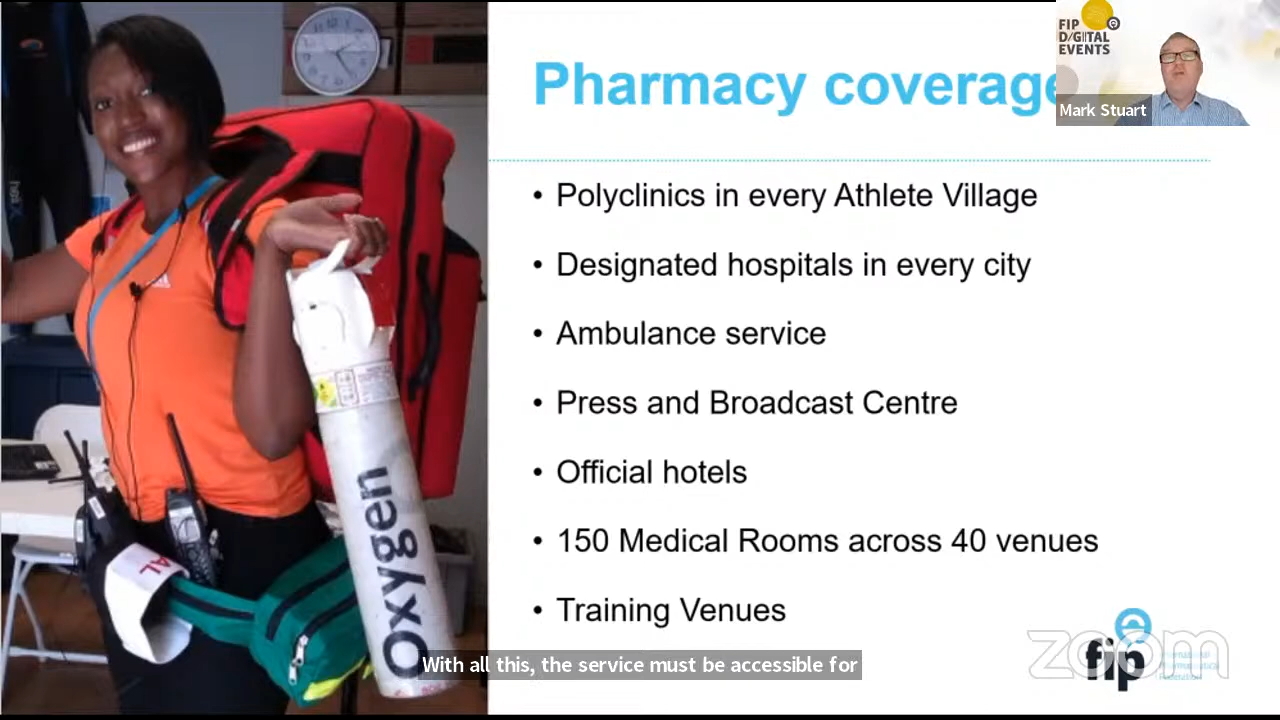 FIP
DIGITAL
EVENTS
Mark Stuart
Pharmacy coverage
• Polyclinics in every Athlete Village
• Designated hospitals in every city
• Ambulance service
• Press and Broadcast Centre
• Official hotels
• 150 Medical Rooms across 40 venues
• Training Venues
Oxygen
With all this, the service must be accessible for
fip
zoom